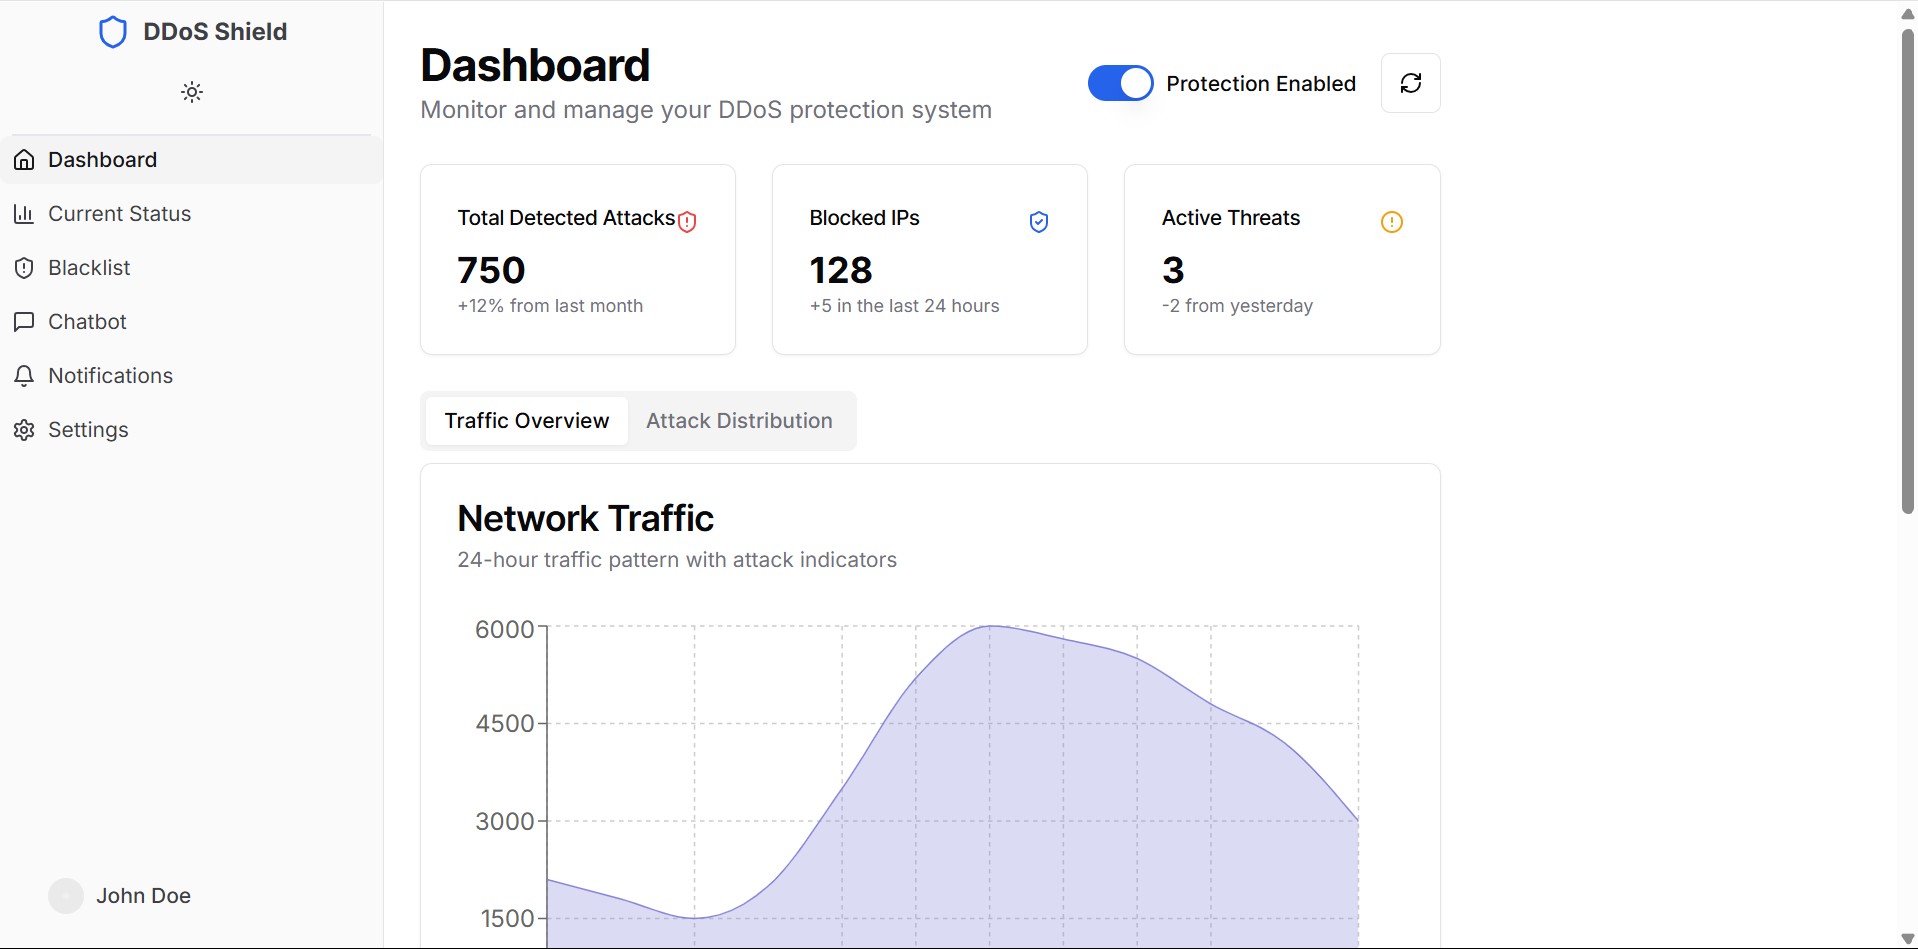 DDoS Shield
Dashboard
Current Status
Blacklist
Chatbot
Notifications
Settings
John Doe
Dashboard
Monitor and manage your DDoS protection system
Protection Enabled
Total Detected Attacks
750
+12% from last month
Blocked IPs
128
+5 in the last 24 hours
Active Threats
3
-2 from yesterday
Traffic Overview
Attack Distribution
Network Traffic
24-hour traffic pattern with attack indicators
6000
4500
3000
1500